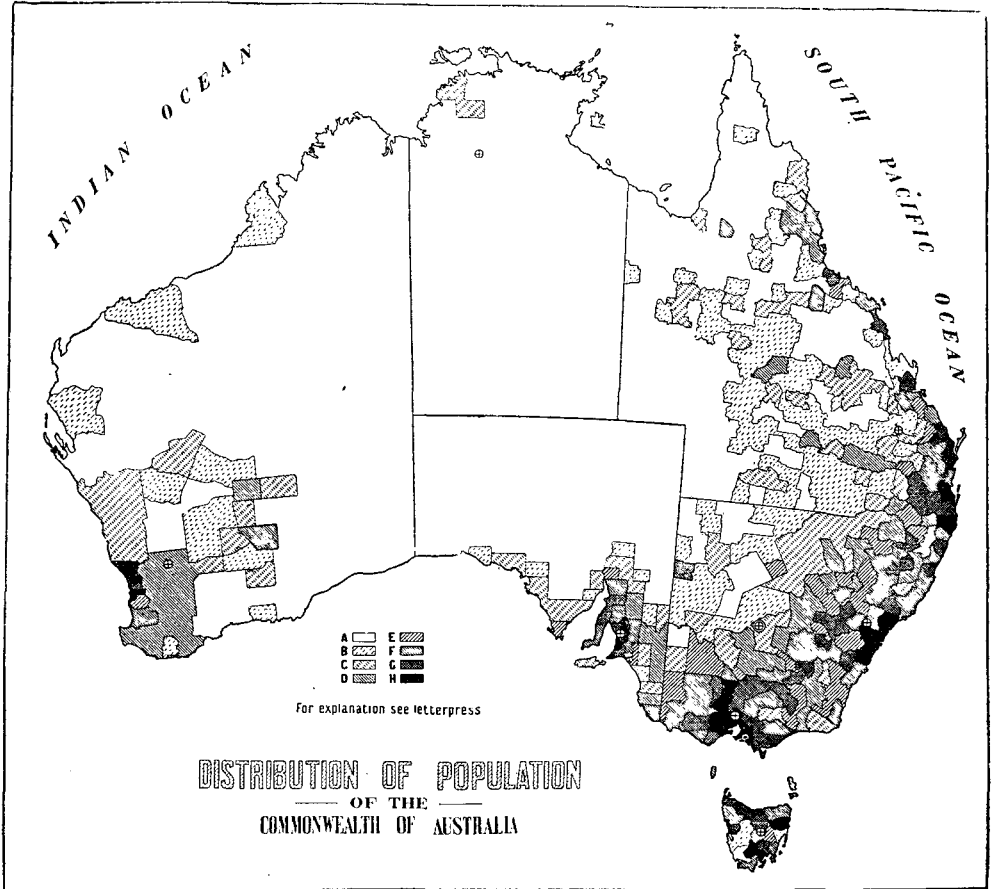 INDIAN OCEAN
SOUTH PACIFIC OCEAN
A E
B F
C G
D H
For explanation see letterpress
DISTRIBUTION OF POPULATION
OF THE
COMMONWEALTH OF AUSTRALIA